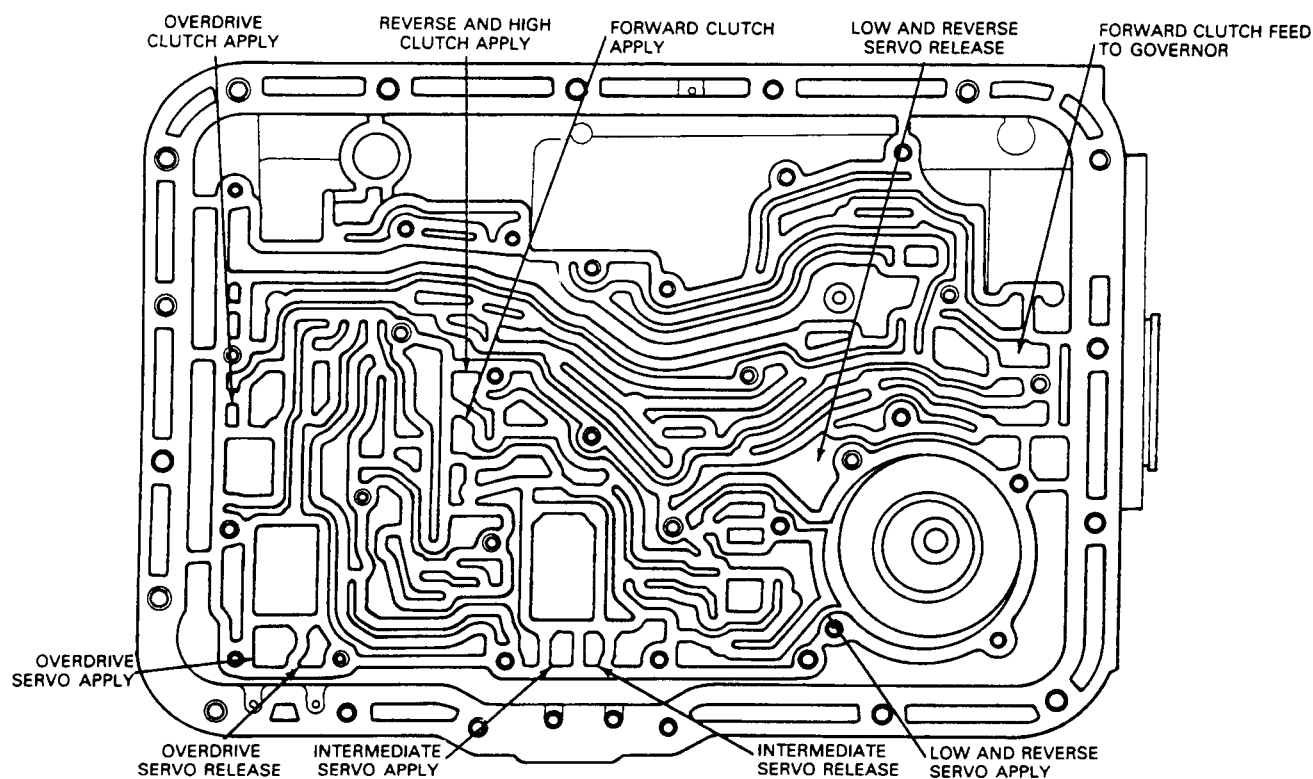 OVERDRIVE
CLUTCH APPLY
REVERSE AND HIGH
CLUTCH APPLY
FORWARD CLUTCH
APPLY
LOW AND REVERSE
SERVO RELEASE
FORWARD CLUTCH FEED
TO GOVERNOR
OVERDRIVE
SERVO APPLY
OVERDRIVE
SERVO RELEASE
INTERMEDIATE
SERVO APPLY
INTERMEDIATE
SERVO RELEASE
LOW AND REVERSE
SERVO APPLY